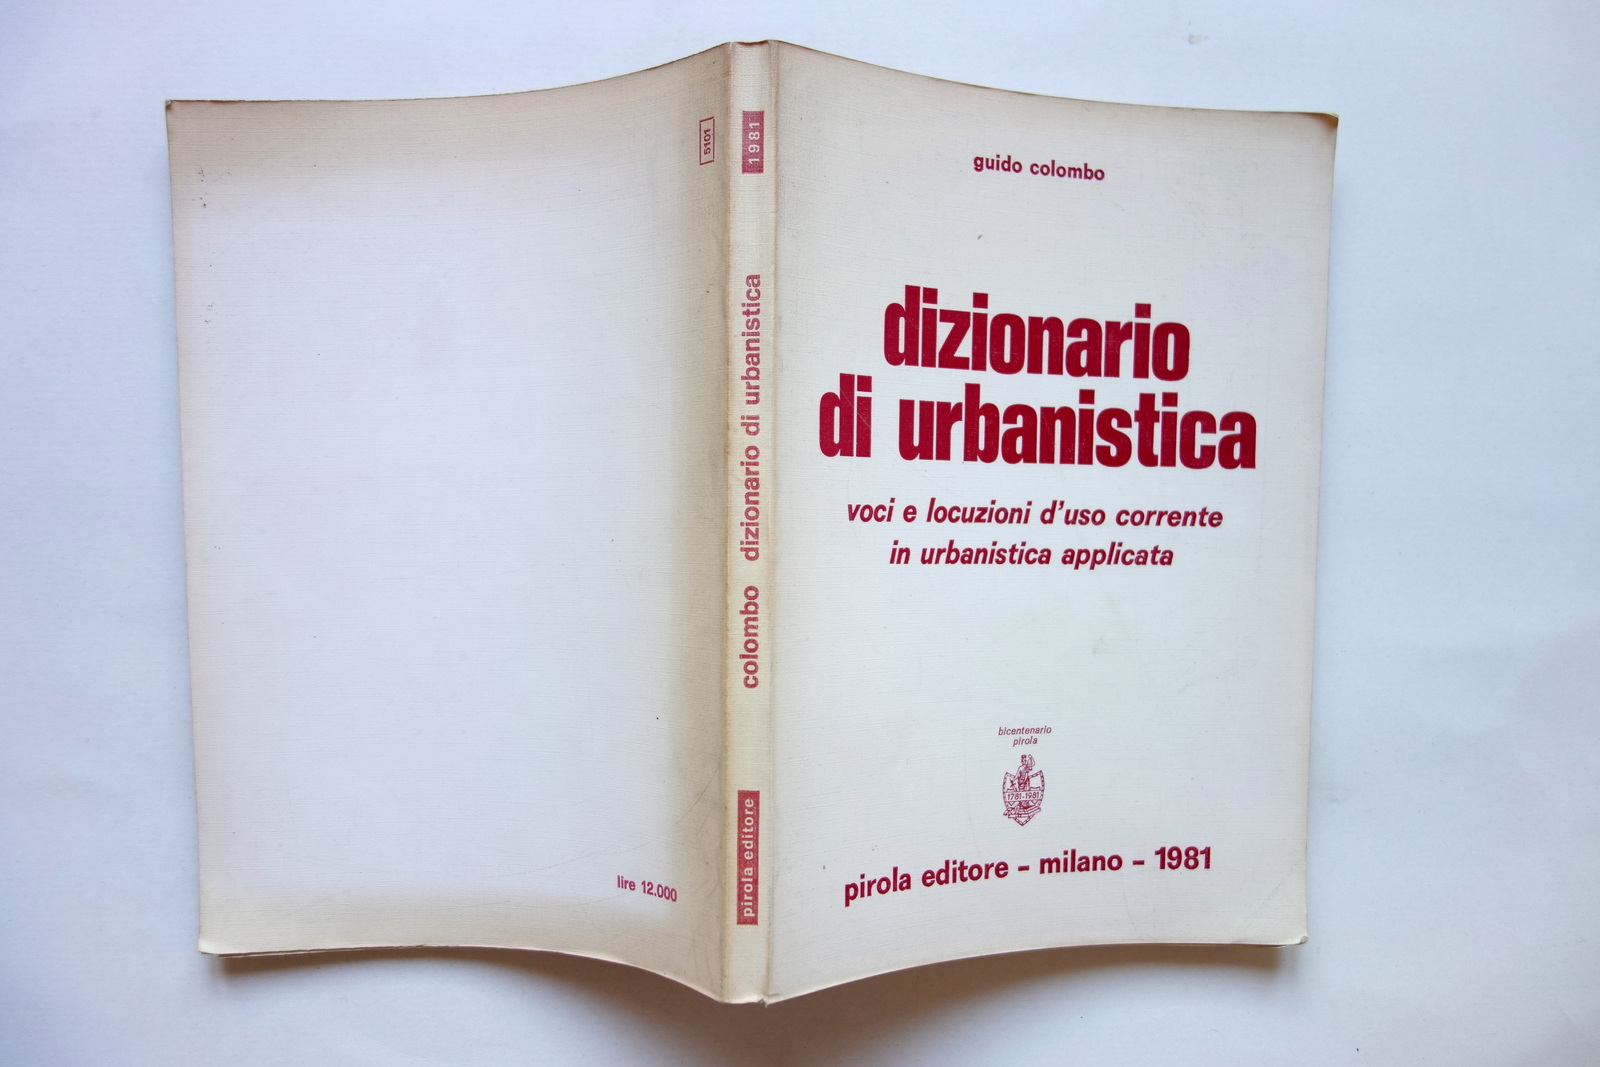 5101
lire 12.000
1981
colombo dizionario di urbanistica
pirola editore
guido colombo
dizionario
di urbanistica
voci e locuzioni d'uso corrente
in urbanistica applicata
bicentenario
pirola
1781-1981
pirola editore - milano - 1981